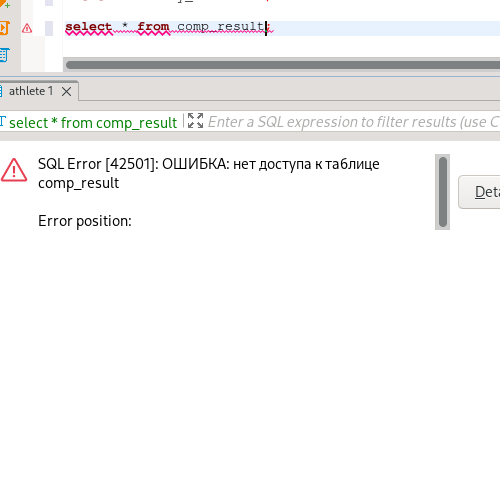 select * from comp_result;
athlete 1
select * from comp_result
Enter a SQL expression to filter results (use C
SQL Error [42501]: ОШИБКА: нет доступа к таблице
comp_result
Error position:
Deta